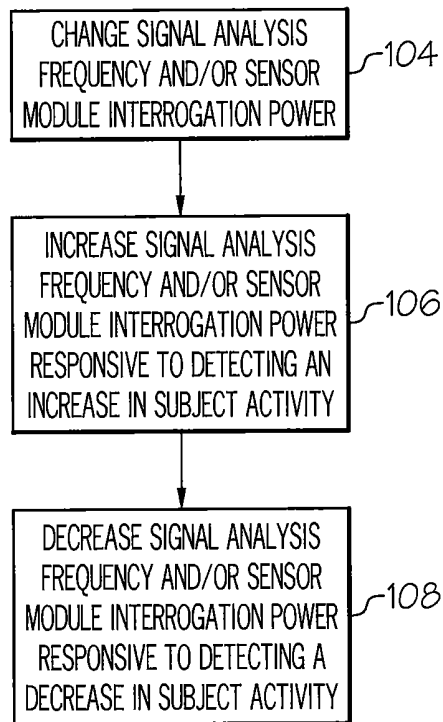 CHANGE SIGNAL ANALYSIS
FREQUENCY AND/OR SENSOR
MODULE INTERROGATION POWER
104
INCREASE SIGNAL ANALYSIS
FREQUENCY AND/OR SENSOR
MODULE INTERROGATION POWER
RESPONSIVE TO DETECTING AN
INCREASE IN SUBJECT ACTIVITY
106
DECREASE SIGNAL ANALYSIS
FREQUENCY AND/OR SENSOR
MODULE INTERROGATION POWER
RESPONSIVE TO DETECTING A
DECREASE IN SUBJECT ACTIVITY
108